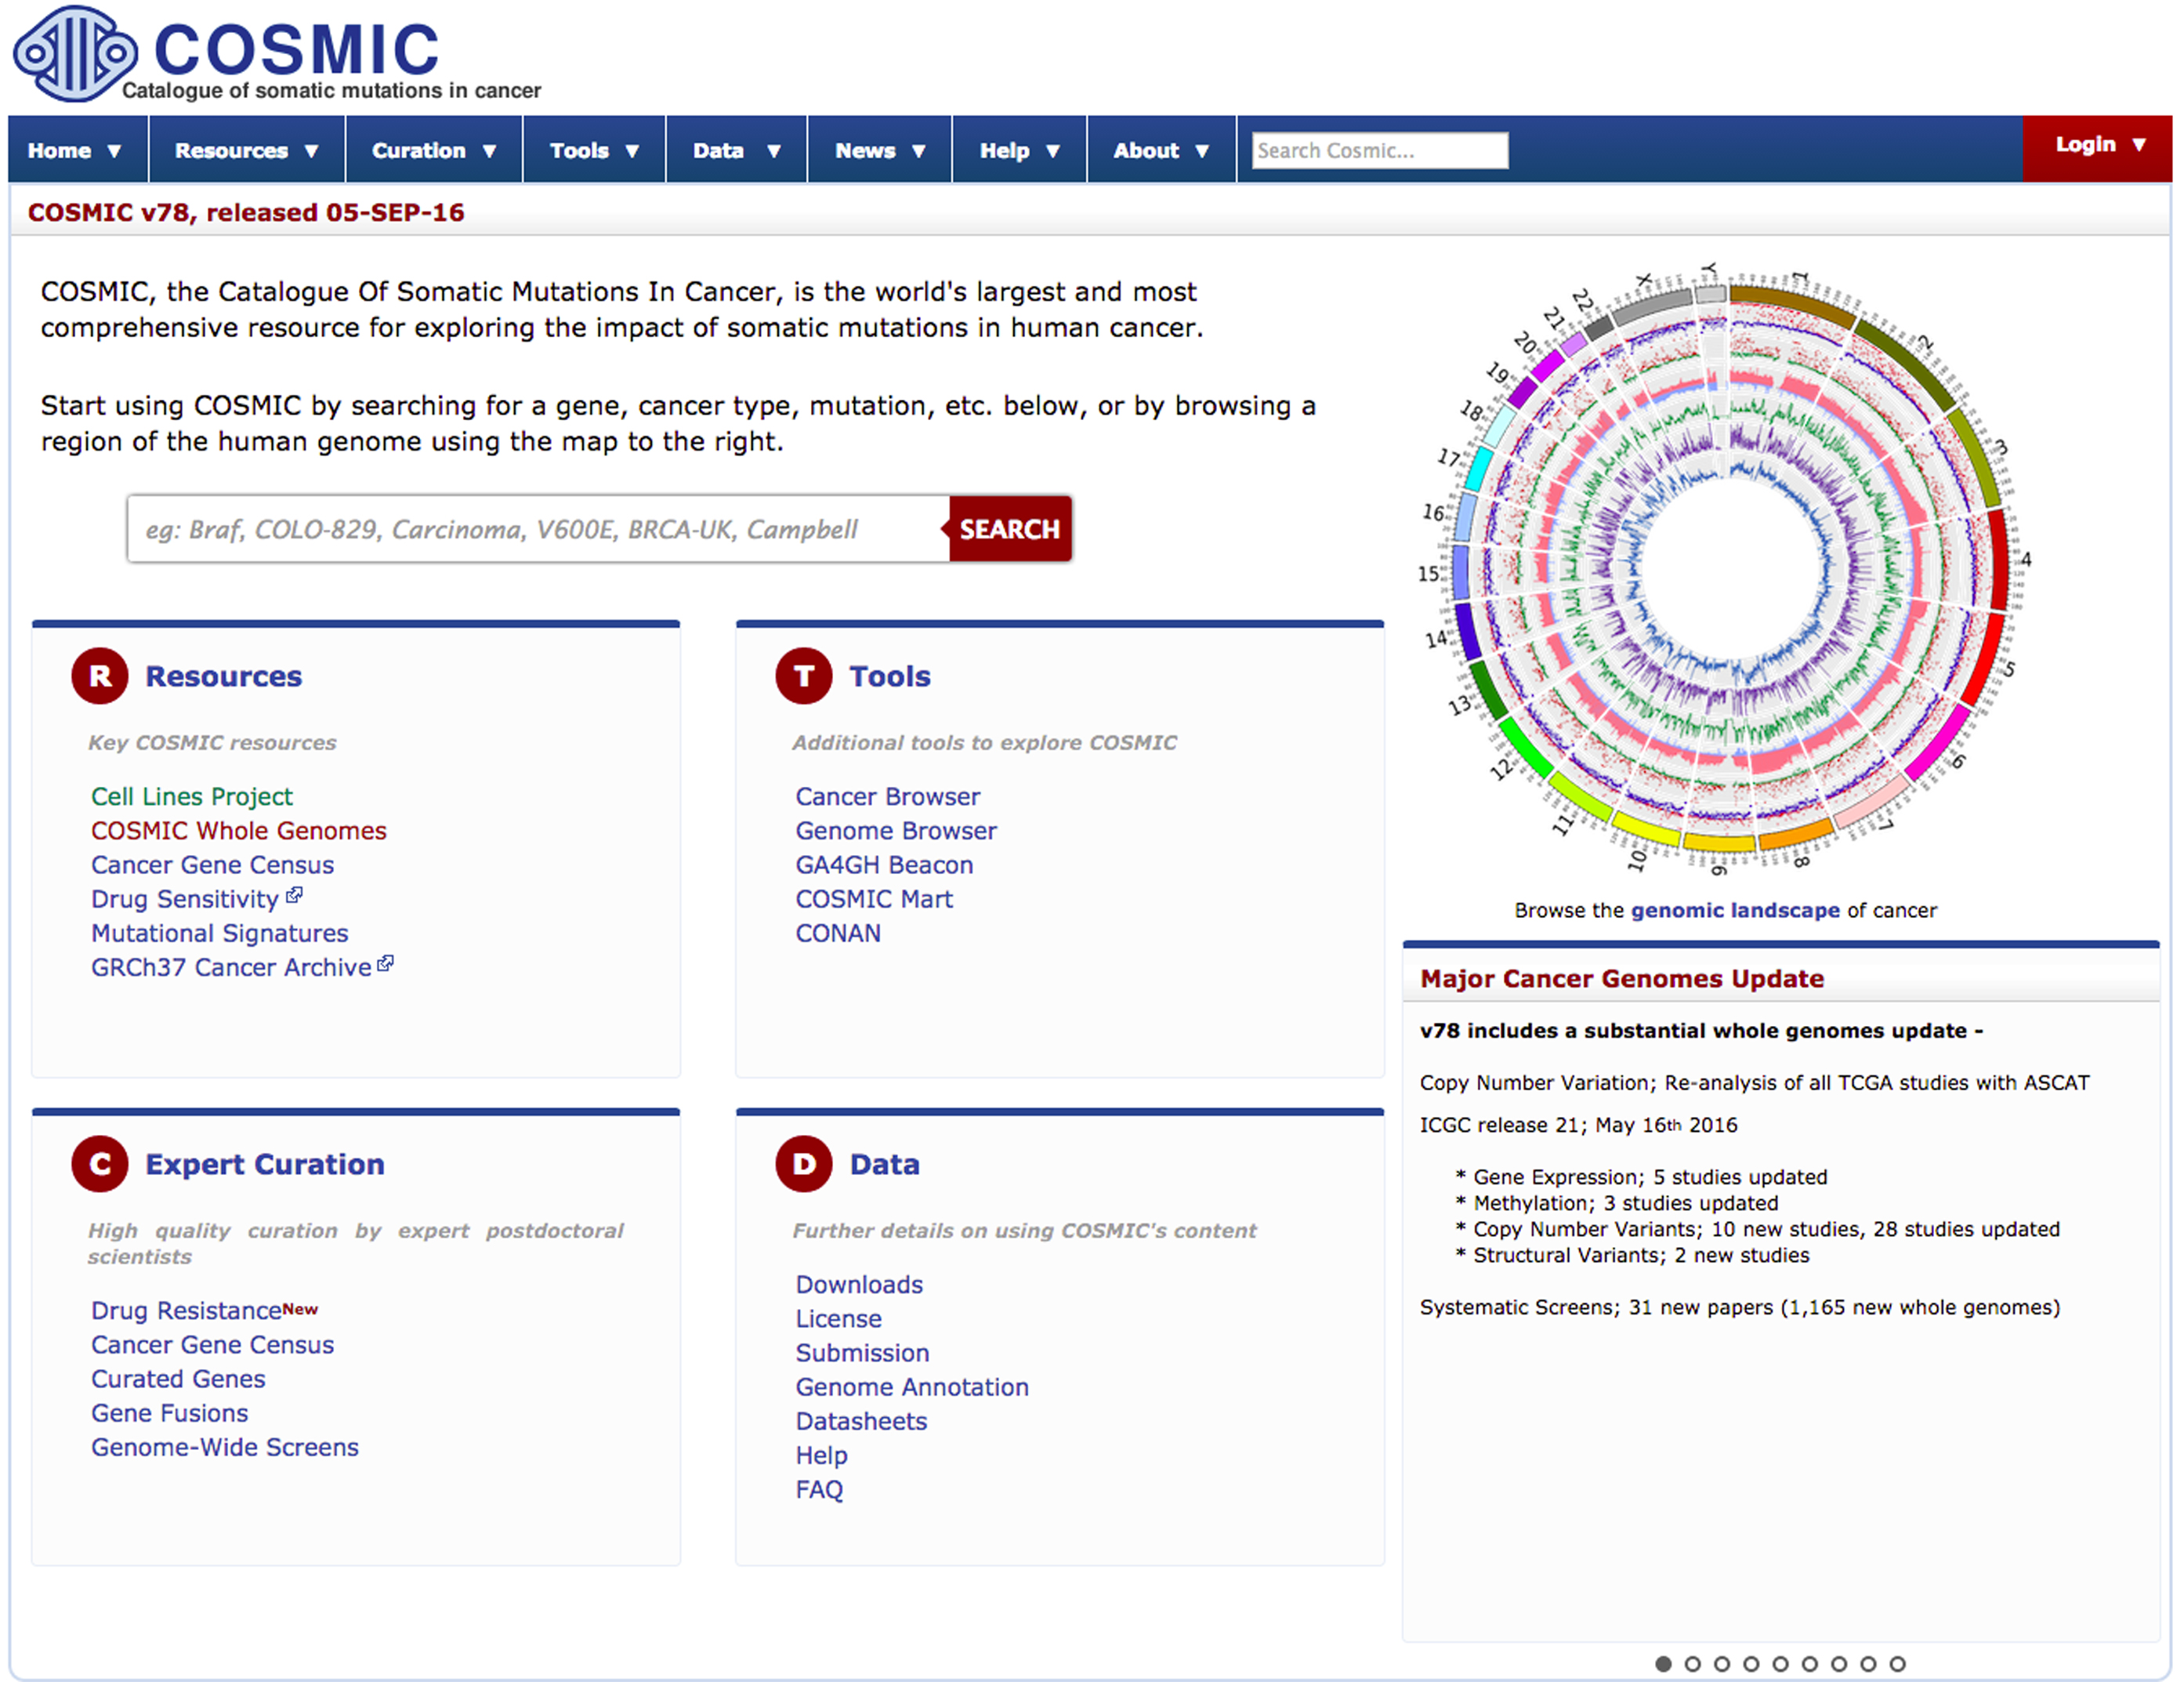 COSMIC
Catalogue of somatic mutations in cancer
Home ▼ Resources ▼ Curation ▼ Tools ▼ Data ▼ News ▼ Help ▼ About ▼ Search Cosmic... Login ▼
COSMIC v78, released 05-SEP-16
COSMIC, the Catalogue Of Somatic Mutations In Cancer, is the world's largest and most
comprehensive resource for exploring the impact of somatic mutations in human cancer.
Start using COSMIC by searching for a gene, cancer type, mutation, etc. below, or by browsing a
region of the human genome using the map to the right.
eg: Braf, COLO-829, Carcinoma, V600E, BRCA-UK, Campbell SEARCH
R Resources
Key COSMIC resources
Cell Lines Project
COSMIC Whole Genomes
Cancer Gene Census
Drug Sensitivity
Mutational Signatures
GRCh37 Cancer Archive
T Tools
Additional tools to explore COSMIC
Cancer Browser
Genome Browser
GA4GH Beacon
COSMIC Mart
CONAN
C Expert Curation
High quality curation by expert postdoctoral
scientists
Drug ResistanceNew
Cancer Gene Census
Curated Genes
Gene Fusions
Genome-Wide Screens
D Data
Further details on using COSMIC's content
Downloads
License
Submission
Genome Annotation
Datasheets
Help
FAQ
1
2
3
4
5
6
7
8
9
10
11
12
13
14
15
16
17
18
19
20
21
22
X
Y
Browse the genomic landscape of cancer
Major Cancer Genomes Update
v78 includes a substantial whole genomes update -
Copy Number Variation; Re-analysis of all TCGA studies with ASCAT
ICGC release 21; May 16th 2016
* Gene Expression; 5 studies updated
* Methylation; 3 studies updated
* Copy Number Variants; 10 new studies, 28 studies updated
* Structural Variants; 2 new studies
Systematic Screens; 31 new papers (1,165 new whole genomes)